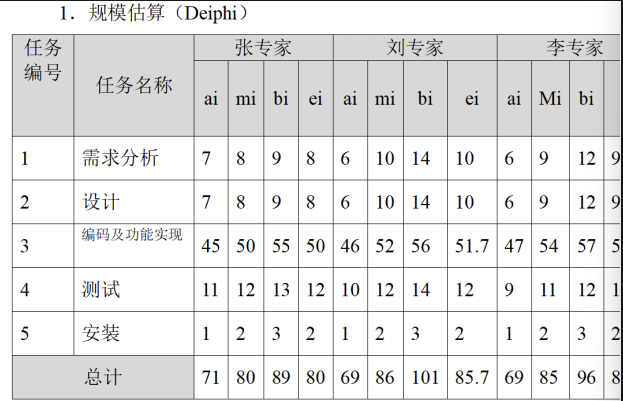 1．规模估算（Deiphi）
任务编号 任务名称 张专家 刘专家 李专家
ai mi bi ei ai mi bi ei ai Mi bi
1 需求分析 7 8 9 8 6 10 14 10 6 9 12 9
2 设计 7 8 9 8 6 10 14 10 6 9 12 9
3 编码及功能实现 45 50 55 50 46 52 56 51.7 47 54 57 5
4 测试 11 12 13 12 10 12 14 12 9 11 12 1
5 安装 1 2 3 2 1 2 3 2 1 2 3 2
总计 71 80 89 80 69 86 101 85.7 69 85 96 8